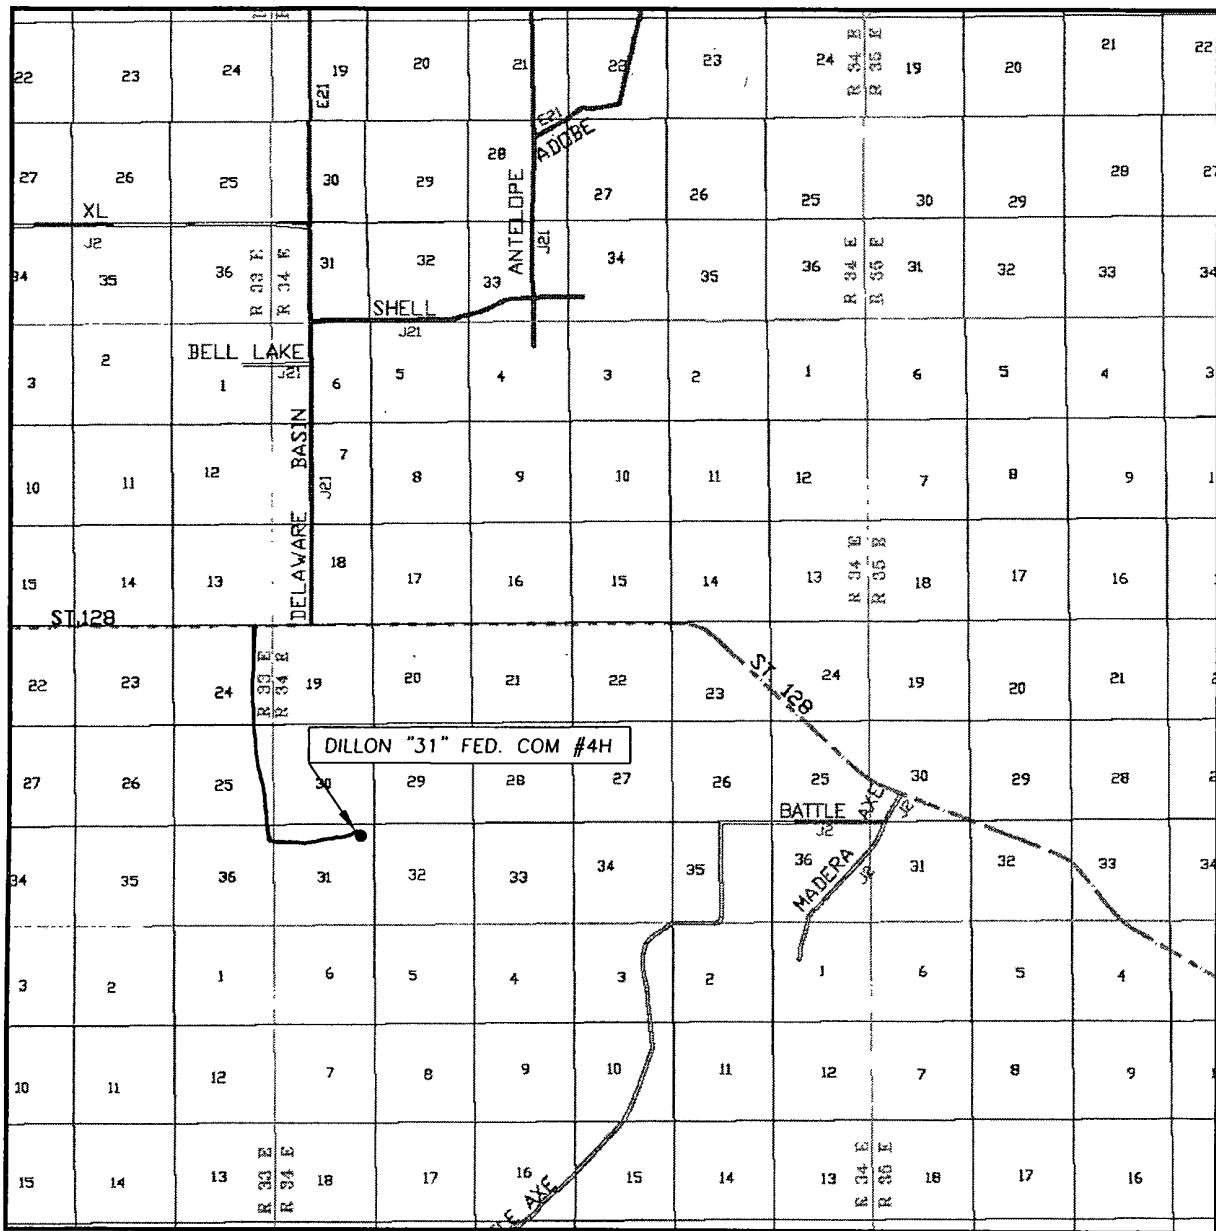 22 23 24 19 20 21 22 23 24 R 34 E R 35 E 19 20 21 22
E21
E21
ADOBE
27 26 25 30 29 28 27 26 25 30 29 28 27
XL
J2
ANTELOPE
J21
34 35 36 R 33 E R 34 E 31 32 33 34 35 36 R 34 E R 35 E 31 32 33 34
SHELL
J21
BELL LAKE
J21
3 2 1 6 5 4 3 2 1 6 5 4 3
DELAWARE BASIN
J21
10 11 12 7 8 9 10 11 12 7 8 9
15 14 13 18 17 16 15 14 13 R 34 E R 35 E 18 17 16
ST.128
22 23 24 R 33 E R 34 E 19 20 21 22 23 24 19 20 21
ST. 128
DILLON "31" FED. COM #4H
27 26 25 30 29 28 27 26 25 30 29 28
BATTLE AXE
J2
J2
34 35 36 31 32 33 34 35 36 31 32 33 34
MADERA
J2
3 2 1 6 5 4 3 2 1 6 5 4
10 11 12 7 8 9 10 11 12 7 8 9
15 14 13 R 33 E R 34 E 18 17 16 15 14 13 R 34 E R 35 E 18 17 16
AXE